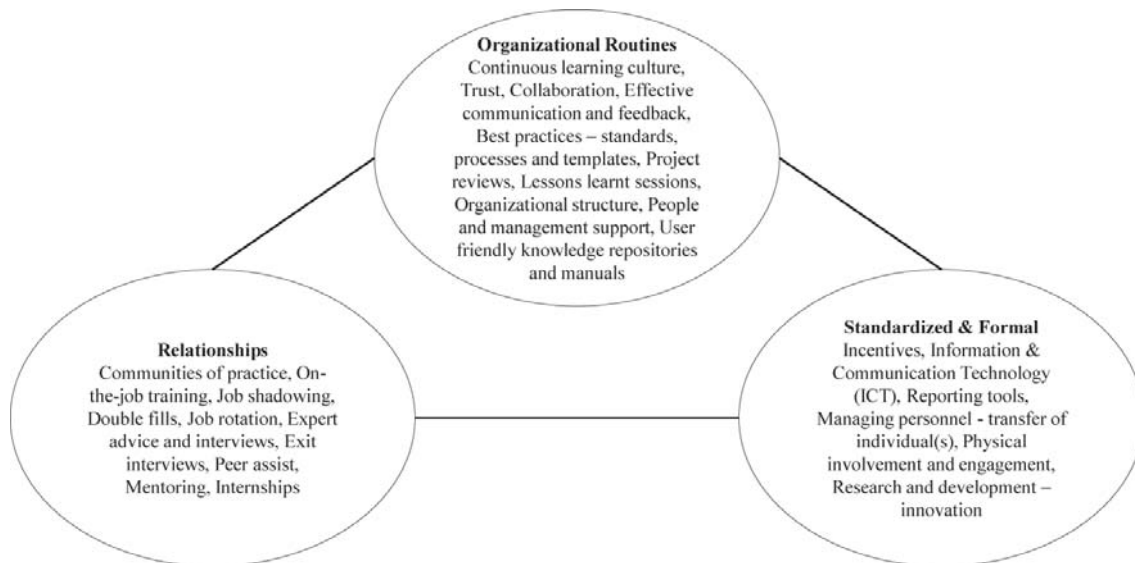 Organizational Routines
Continuous learning culture,
Trust, Collaboration, Effective
communication and feedback,
Best practices – standards,
processes and templates, Project
reviews, Lessons learnt sessions,
Organizational structure, People
and management support, User
friendly knowledge repositories
and manuals
Relationships
Communities of practice, On-
the-job training, Job shadowing,
Double fills, Job rotation, Expert
advice and interviews, Exit
interviews, Peer assist,
Mentoring, Internships
Standardized & Formal
Incentives, Information &
Communication Technology
(ICT), Reporting tools,
Managing personnel - transfer of
individual(s), Physical
involvement and engagement,
Research and development –
innovation